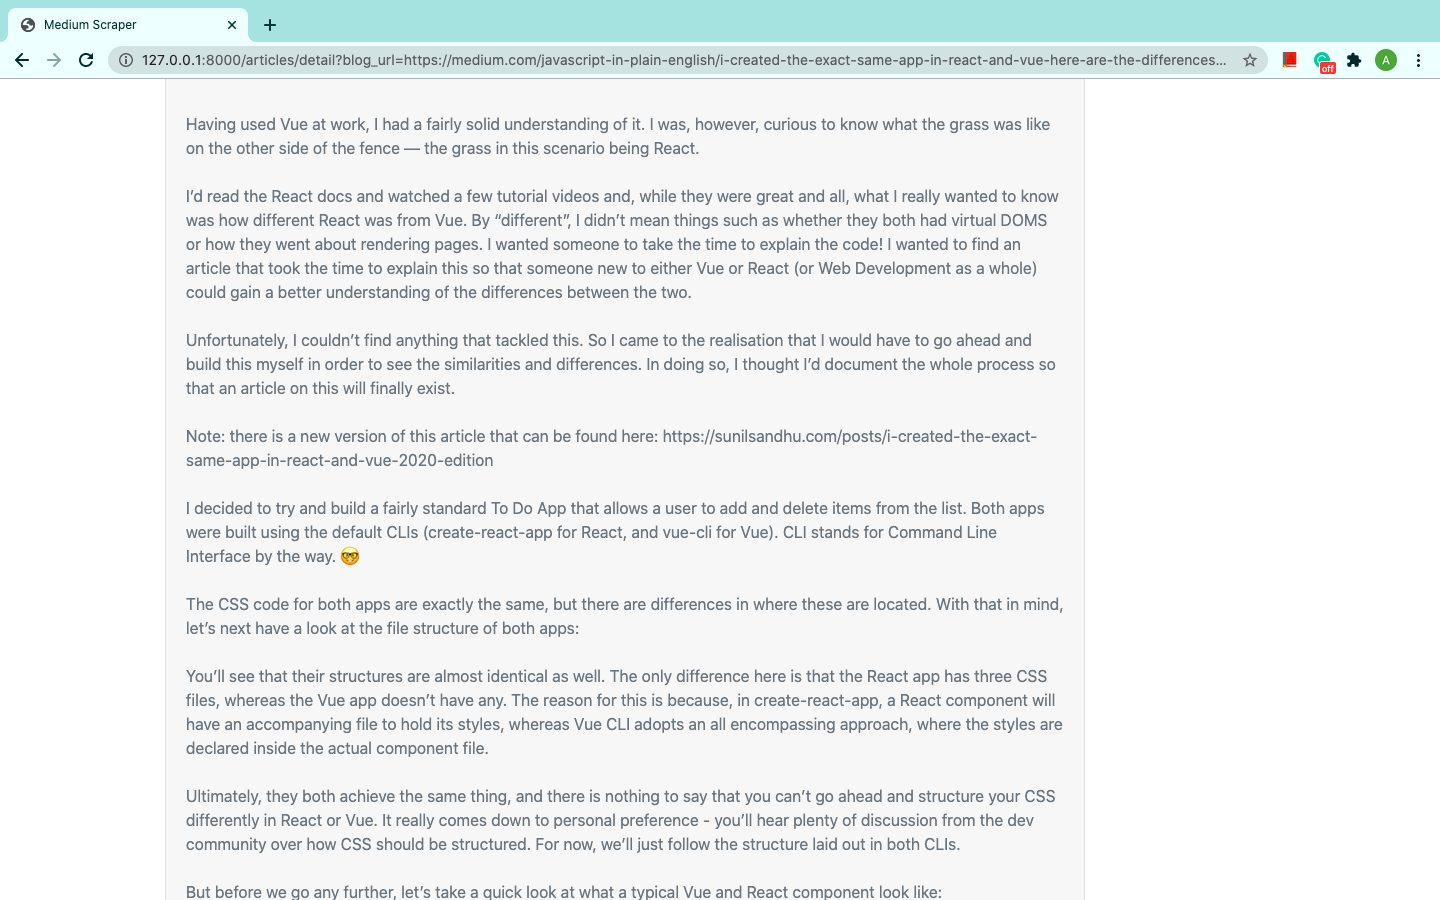 Medium Scraper
127.0.0.1:8000/articles/detail?blog_url=https://medium.com/javascript-in-plain-english/i-created-the-exact-same-app-in-react-and-vue-here-are-the-differences...
off
A
Having used Vue at work, I had a fairly solid understanding of it. I was, however, curious to know what the grass was like
on the other side of the fence — the grass in this scenario being React.
I’d read the React docs and watched a few tutorial videos and, while they were great and all, what I really wanted to know
was how different React was from Vue. By “different”, I didn’t mean things such as whether they both had virtual DOMS
or how they went about rendering pages. I wanted someone to take the time to explain the code! I wanted to find an
article that took the time to explain this so that someone new to either Vue or React (or Web Development as a whole)
could gain a better understanding of the differences between the two.
Unfortunately, I couldn’t find anything that tackled this. So I came to the realisation that I would have to go ahead and
build this myself in order to see the similarities and differences. In doing so, I thought I’d document the whole process so
that an article on this will finally exist.
Note: there is a new version of this article that can be found here: https://sunilsandhu.com/posts/i-created-the-exact-
same-app-in-react-and-vue-2020-edition
I decided to try and build a fairly standard To Do App that allows a user to add and delete items from the list. Both apps
were built using the default CLIs (create-react-app for React, and vue-cli for Vue). CLI stands for Command Line
Interface by the way. 🤓
The CSS code for both apps are exactly the same, but there are differences in where these are located. With that in mind,
let’s next have a look at the file structure of both apps:
You’ll see that their structures are almost identical as well. The only difference here is that the React app has three CSS
files, whereas the Vue app doesn’t have any. The reason for this is because, in create-react-app, a React component will
have an accompanying file to hold its styles, whereas Vue CLI adopts an all encompassing approach, where the styles are
declared inside the actual component file.
Ultimately, they both achieve the same thing, and there is nothing to say that you can’t go ahead and structure your CSS
differently in React or Vue. It really comes down to personal preference - you’ll hear plenty of discussion from the dev
community over how CSS should be structured. For now, we’ll just follow the structure laid out in both CLIs.
But before we go any further, let’s take a quick look at what a typical Vue and React component look like: